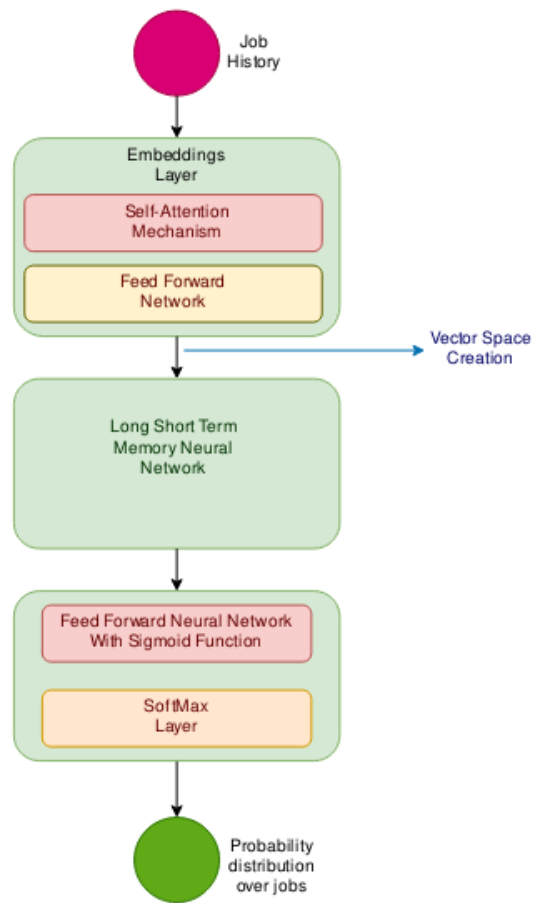 Job
History
Embeddings
Layer
Self-Attention
Mechanism
Feed Forward
Network
Vector Space
Creation
Long Short Term
Memory Neural
Network
Feed Forward Neural Network
With Sigmoid Function
SoftMax
Layer
Probability
distribution
over jobs